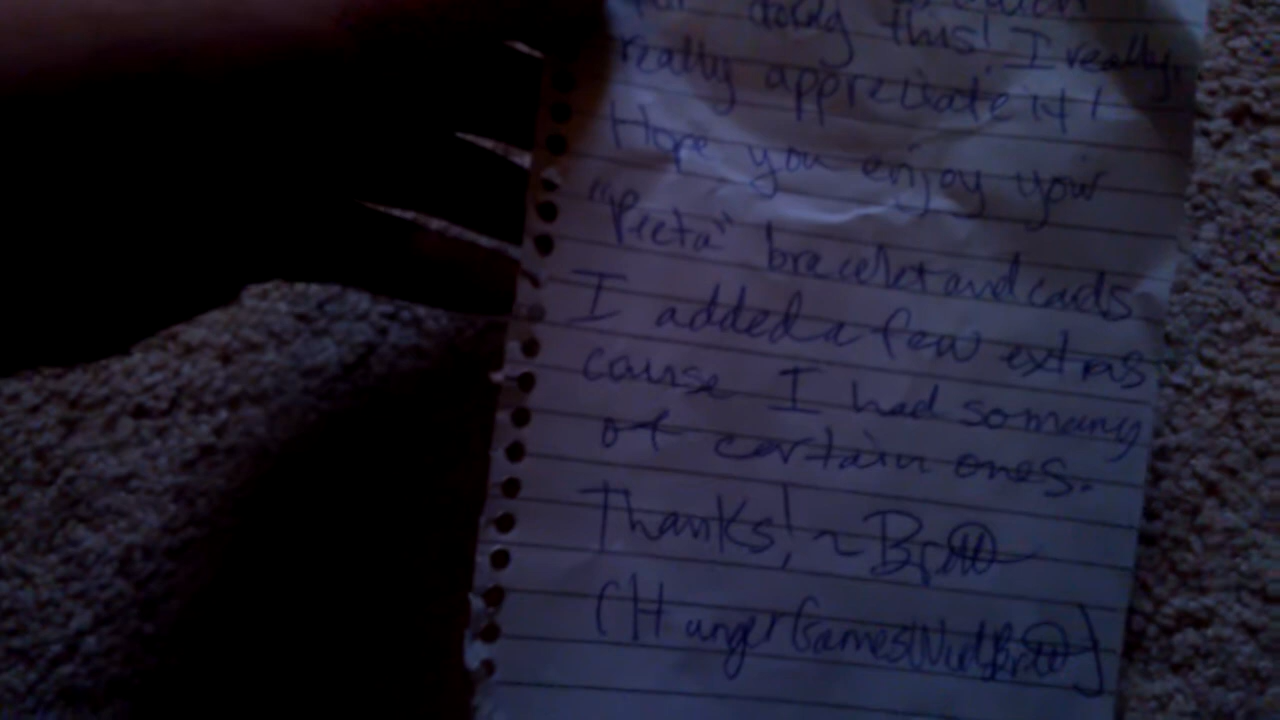 for doing this! I really,
really appreciate it!
Hope you enjoy your
"Peeta" bracelet and cards
I added a few extras
cause I had so many
of certain ones.
Thanks! ~